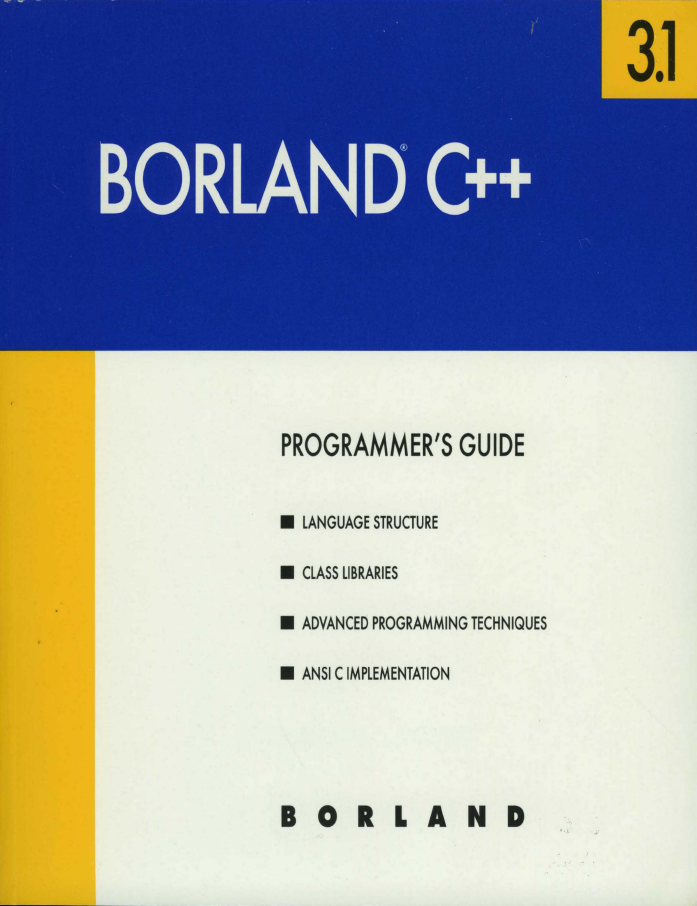 3.1
BORLAND® C++
PROGRAMMER'S GUIDE
■ LANGUAGE STRUCTURE
■ CLASS LIBRARIES
■ ADVANCED PROGRAMMING TECHNIQUES
■ ANSI C IMPLEMENTATION
BORLAND